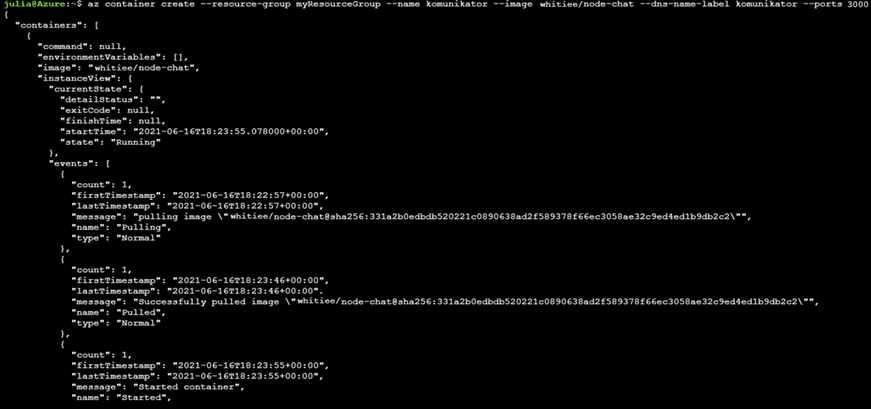 julia@Azure:~$ az container create --resource-group myResourceGroup --name komunikator --image whitiee/node-chat --dns-name-label komunikator --ports 3000
{
"containers": [
{
"command": null,
"environmentVariables": [],
"image": "whitiee/node-chat",
"instanceView": {
"currentState": {
"detailStatus": "",
"exitCode": null,
"finishTime": null,
"startTime": "2021-06-16T18:23:55.078000+00:00",
"state": "Running"
},
"events": [
{
"count": 1,
"firstTimestamp": "2021-06-16T18:22:57+00:00",
"lastTimestamp": "2021-06-16T18:22:57+00:00",
"message": "pulling image \"whitiee/node-chat@sha256:331a2b0edbdb520221c0890638ad2f589378f66ec3058ae32c9ed4ed1b9db2c2\"",
"name": "Pulling",
"type": "Normal"
},
{
"count": 1,
"firstTimestamp": "2021-06-16T18:23:46+00:00",
"lastTimestamp": "2021-06-16T18:23:46+00:00".
"message": "Successfully pulled image \"whitiee/node-chat@sha256:331a2b0edbdb520221c0890638ad2f589378f66ec3058ae32c9ed4ed1b9db2c2\"",
"name": "Pulled",
"type": "Normal"
},
{
"count": 1,
"firstTimestamp": "2021-06-16T18:23:55+00:00",
"lastTimestamp": "2021-06-16T18:23:55+00:00",
"message": "Started container",
"name": "Started",